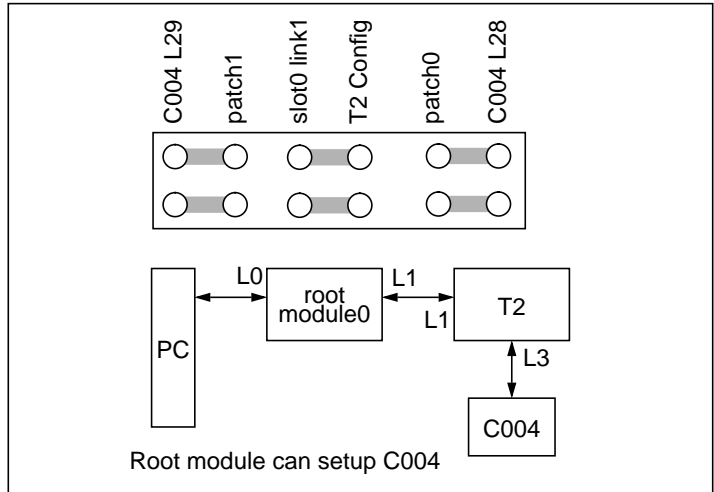 C004 L29
patch1
slot0 link1
T2 Config
patch0
C004 L28
L0
root
module0
L1
L1
T2
PC
L3
C004
Root module can setup C004